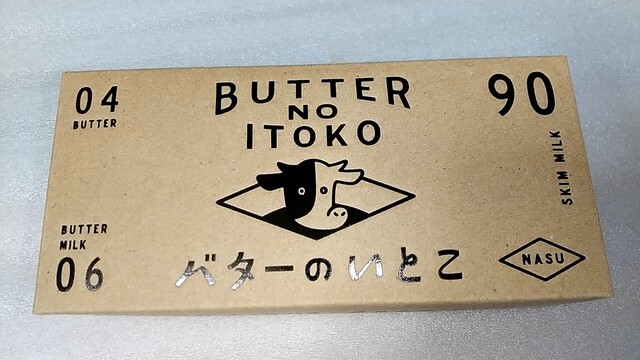 04
BUTTER
BUTTER
NO
ITOKO
90
SKIM MILK
BUTTER
MILK
06
バターのいとこ
NASU